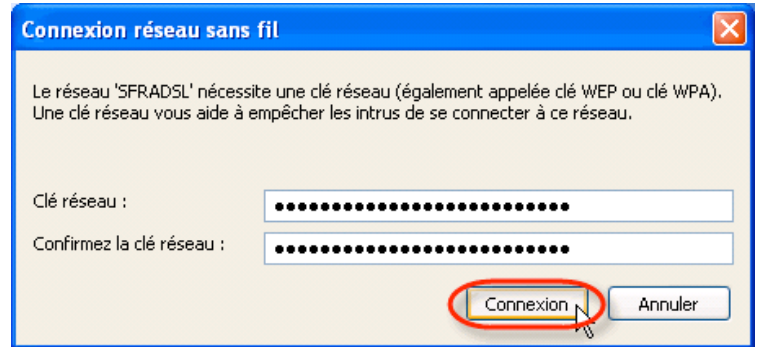 Connexion réseau sans fil
Le réseau 'SFRADSL' nécessite une clé réseau (également appelée clé WEP ou clé WPA).
Une clé réseau vous aide à empêcher les intrus de se connecter à ce réseau.
Clé réseau : ••••••••••••••••••••••••••
Confirmez la clé réseau : ••••••••••••••••••••••••••
Connexion Annuler